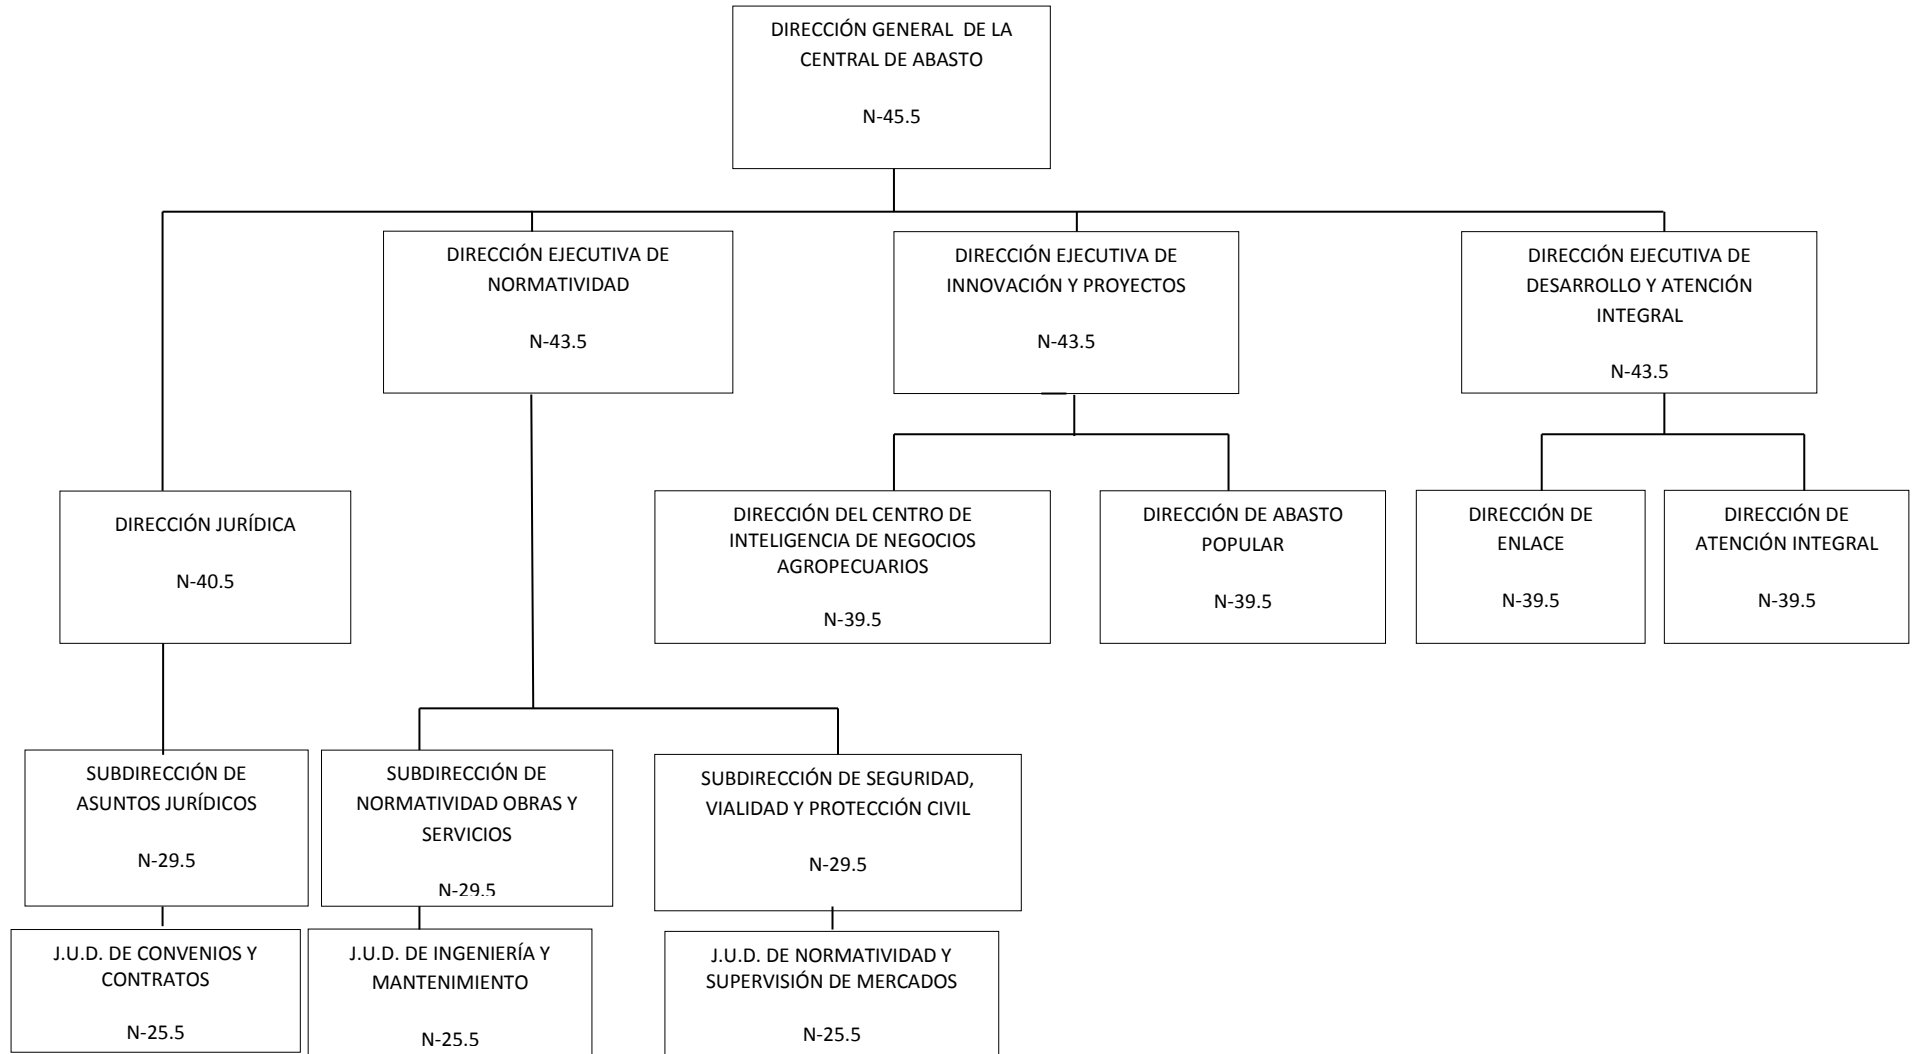 DIRECCIÓN GENERAL DE LA
CENTRAL DE ABASTO
N-45.5
DIRECCIÓN EJECUTIVA DE
NORMATIVIDAD
N-43.5
DIRECCIÓN EJECUTIVA DE
INNOVACIÓN Y PROYECTOS
N-43.5
DIRECCIÓN EJECUTIVA DE
DESARROLLO Y ATENCIÓN
INTEGRAL
N-43.5
DIRECCIÓN JURÍDICA
N-40.5
DIRECCIÓN DEL CENTRO DE
INTELIGENCIA DE NEGOCIOS
AGROPECUARIOS
N-39.5
DIRECCIÓN DE ABASTO
POPULAR
N-39.5
DIRECCIÓN DE
ENLACE
N-39.5
DIRECCIÓN DE
ATENCIÓN INTEGRAL
N-39.5
SUBDIRECCIÓN DE
ASUNTOS JURÍDICOS
N-29.5
SUBDIRECCIÓN DE
NORMATIVIDAD OBRAS Y
SERVICIOS
N-29.5
SUBDIRECCIÓN DE SEGURIDAD,
VIALIDAD Y PROTECCIÓN CIVIL
N-29.5
J.U.D. DE CONVENIOS Y
CONTRATOS
N-25.5
J.U.D. DE INGENIERÍA Y
MANTENIMIENTO
N-25.5
J.U.D. DE NORMATIVIDAD Y
SUPERVISIÓN DE MERCADOS
N-25.5